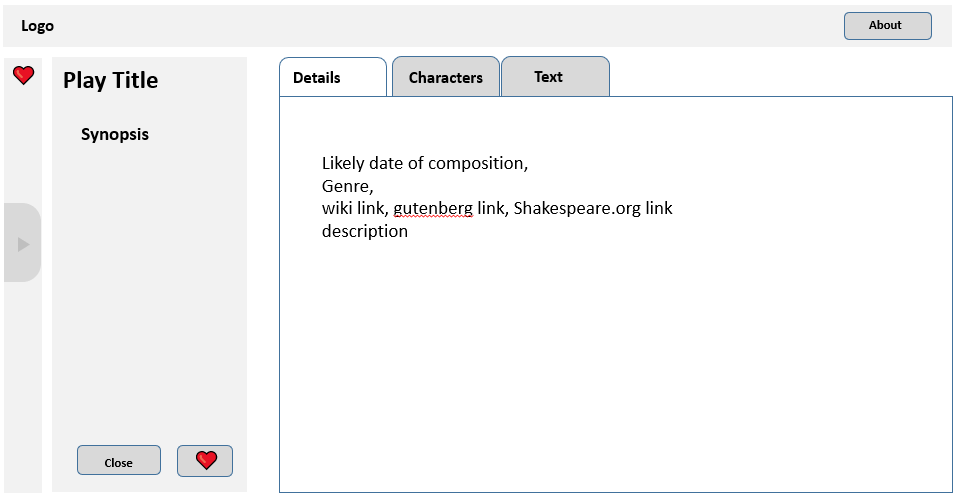 Logo
About
Play Title
Synopsis
Close
Details
Characters
Text
Likely date of composition,
Genre,
wiki link, gutenberg link, Shakespeare.org link
description